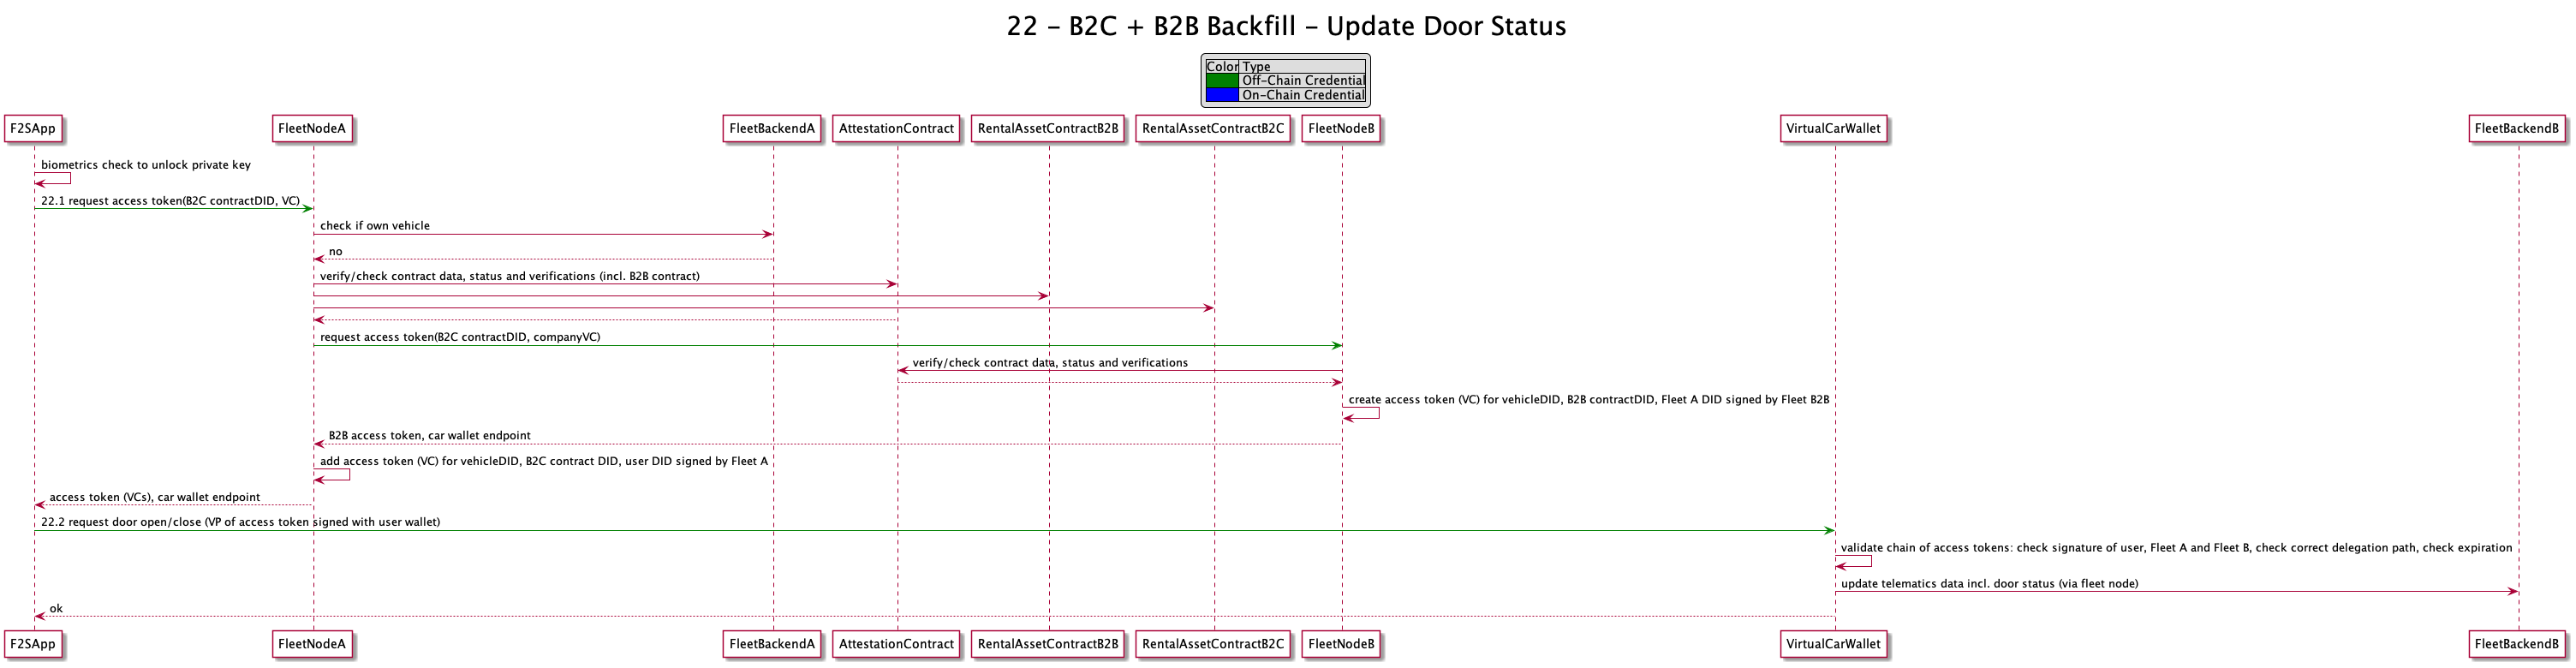 22 - B2C + B2B Backfill - Update Door Status
Color Type
Off-Chain Credential
On-Chain Credential
F2SApp FleetNodeA FleetBackendA AttestationContract RentalAssetContractB2B RentalAssetContractB2C FleetNodeB VirtualCarWallet FleetBackendB
biometrics check to unlock private key
22.1 request access token(B2C contractDID, VC)
check if own vehicle
no
verify/check contract data, status and verifications (incl. B2B contract)
request access token(B2C contractDID, companyVC)
verify/check contract data, status and verifications
create access token (VC) for vehicleDID, B2B contractDID, Fleet A DID signed by Fleet B2B
B2B access token, car wallet endpoint
add access token (VC) for vehicleDID, B2C contract DID, user DID signed by Fleet A
access token (VCs), car wallet endpoint
22.2 request door open/close (VP of access token signed with user wallet)
validate chain of access tokens: check signature of user, Fleet A and Fleet B, check correct delegation path, check expiration
update telematics data incl. door status (via fleet node)
ok
F2SApp FleetNodeA FleetBackendA AttestationContract RentalAssetContractB2B RentalAssetContractB2C FleetNodeB VirtualCarWallet FleetBackendB